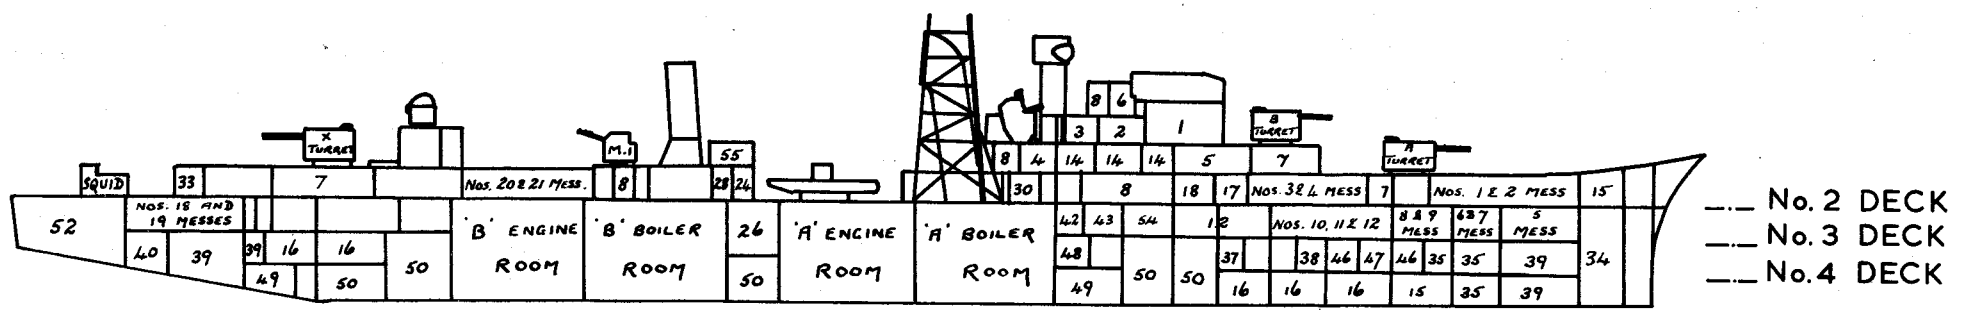 8 6
3 2 1
B
TURRET
X
TURRET
M.1
A
TURRET
55
8 4 14 14 14 5 7
SQUID
33 7 NOS. 20 & 21 MESS. 8 28 24
30 8 18 17 NOS. 3 & 4 MESS 7 NOS. 1 & 2 MESS 15
No. 2 DECK
52
NOS. 18 AND
19 MESSES
'B' ENGINE
ROOM
'B' BOILER
ROOM
26
50
'A' ENGINE
ROOM
'A' BOILER
ROOM
42 43 54 12 NOS. 10, 11 & 12
8 & 9
MESS
6 & 7
MESS
5
MESS
No. 3 DECK
40 39 39 16 16 50
48 50 50 37 38 46 47 46 35 35 39 34
No. 4 DECK
49 50
49 16 16 16 15 35 39